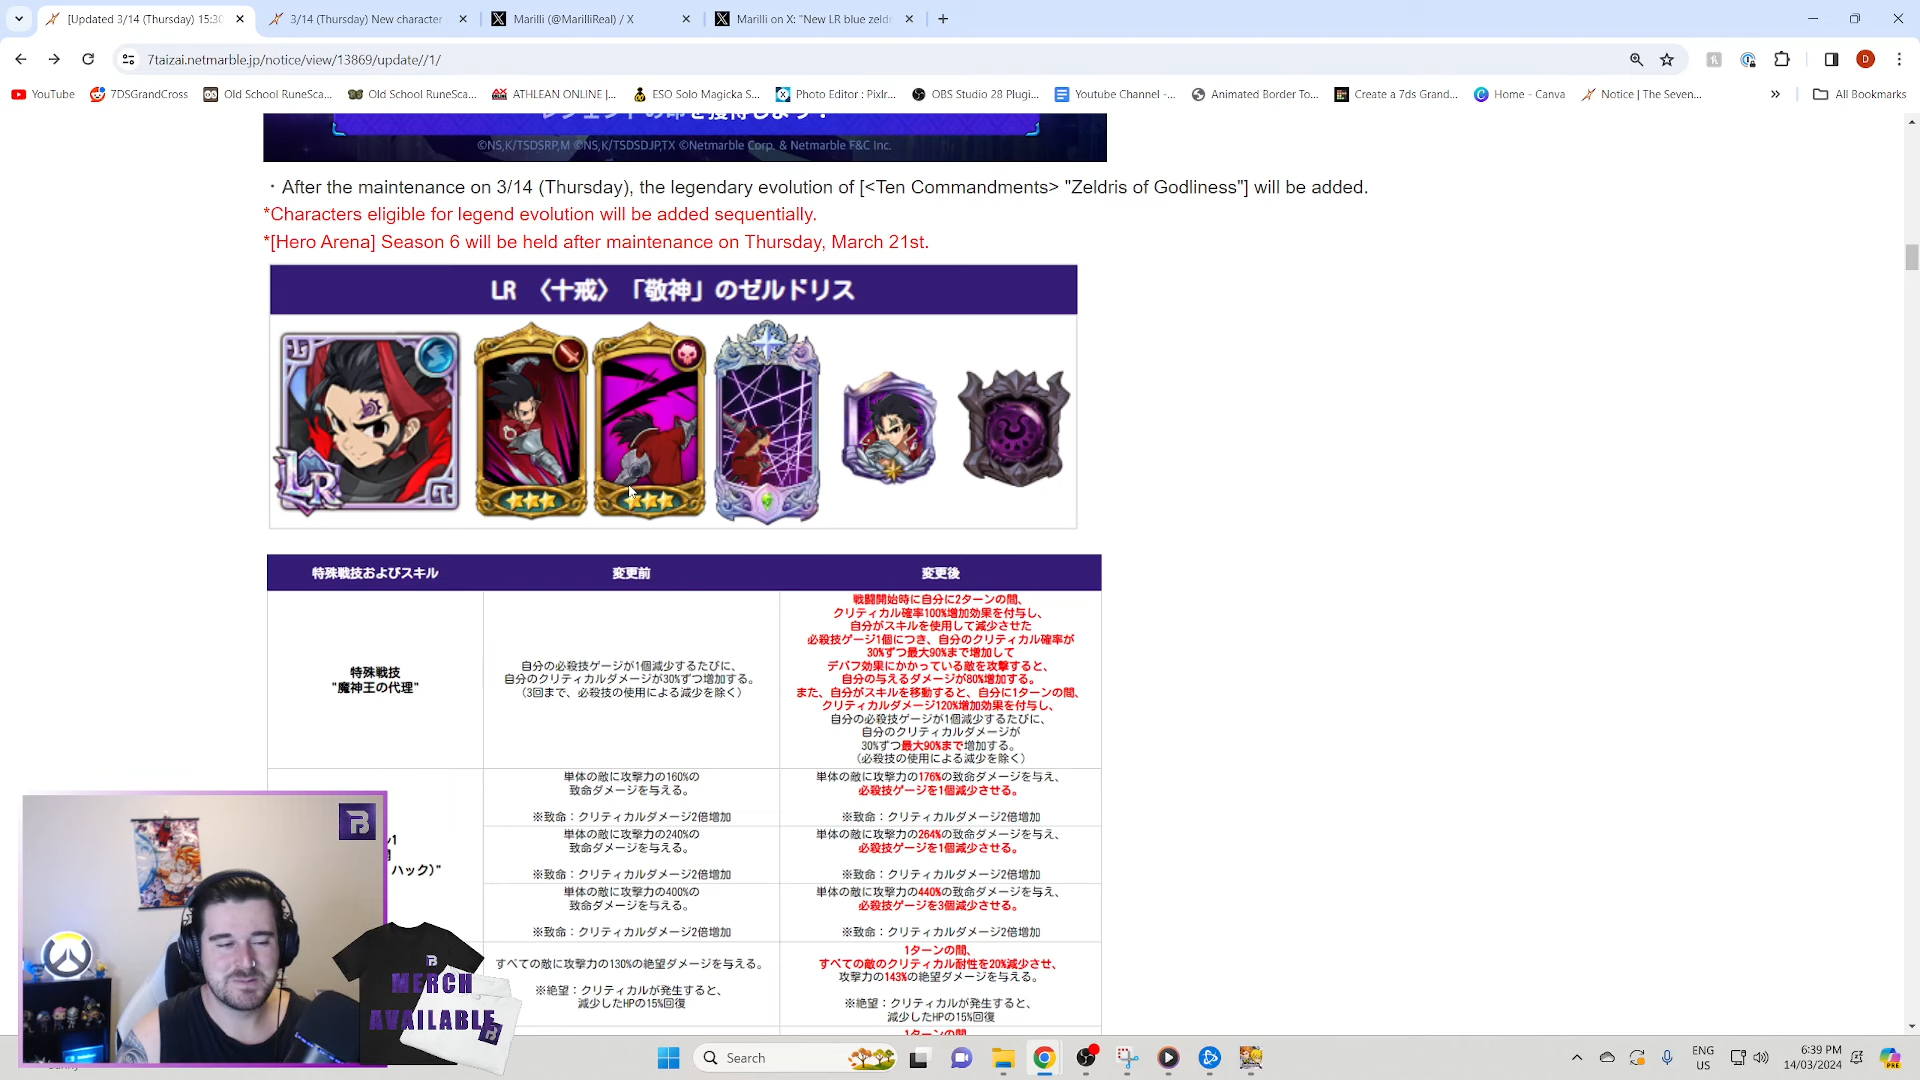 [Updated 3/14 (Thursday) 15:30
3/14 (Thursday) New character
Marilli (@MarilliReal) / X
Marilli on X: "New LR blue zeldr
7taizai.netmarble.jp/notice/view/13869/update//1/
D
YouTube
7DSGrandCross
Old School RuneSca...
Old School RuneSca...
ATHLEAN ONLINE |...
ESO Solo Magicka S...
Photo Editor : Pixlr...
OBS Studio 28 Plugi...
Youtube Channel -...
Animated Border To...
Create a 7ds Grand...
Home - Canva
Notice | The Seven...
All Bookmarks
©NS,K/TSDSRP,M ©NS,K/TSDSDJP,TX ©Netmarble Corp. & Netmarble F&C Inc.
・After the maintenance on 3/14 (Thursday), the legendary evolution of [<Ten Commandments> "Zeldris of Godliness"] will be added.
*Characters eligible for legend evolution will be added sequentially.
*[Hero Arena] Season 6 will be held after maintenance on Thursday, March 21st.
LR 〈十戒〉「敬神」のゼルドリス
LR
特殊戦技およびスキル
変更前
変更後
特殊戦技
"魔神王の代理"
自分の必殺技ゲージが1個減少するたびに、
自分のクリティカルダメージが30%ずつ増加する。
(3回まで、必殺技の使用による減少を除く)
戦闘開始時に自分に2ターンの間、
クリティカル確率100%増加効果を付与し、
自分がスキルを使用して減少させた
必殺技ゲージ1個につき、自分のクリティカル確率が
30%ずつ最大90%まで増加して
デバフ効果にかかっている敵を攻撃すると、
自分の与えるダメージが80%増加する。
また、自分がスキルを移動すると、自分に1ターンの間、
クリティカルダメージ120%増加効果を付与し、
自分の必殺技ゲージが1個減少するたびに、
自分のクリティカルダメージが
30%ずつ最大90%まで増加する。
(必殺技の使用による減少を除く)
単体の敵に攻撃力の160%の
致命ダメージを与える。
※致命：クリティカルダメージ2倍増加
単体の敵に攻撃力の176%の致命ダメージを与え、
必殺技ゲージを1個減少させる。
※致命：クリティカルダメージ2倍増加
単体の敵に攻撃力の240%の
致命ダメージを与える。
※致命：クリティカルダメージ2倍増加
単体の敵に攻撃力の264%の致命ダメージを与え、
必殺技ゲージを1個減少させる。
※致命：クリティカルダメージ2倍増加
ハック)"
単体の敵に攻撃力の400%の
致命ダメージを与える。
※致命：クリティカルダメージ2倍増加
単体の敵に攻撃力の440%の致命ダメージを与え、
必殺技ゲージを3個減少させる。
※致命：クリティカルダメージ2倍増加
すべての敵に攻撃力の130%の絶望ダメージを与える。
※絶望：クリティカルが発生すると、
減少したHPの15%回復
1ターンの間、
すべての敵のクリティカル耐性を20%減少させ、
攻撃力の143%の絶望ダメージを与える。
※絶望：クリティカルが発生すると、
減少したHPの15%回復
1ターンの間
B
MERCH
AVAILABLE
Search
ENG
US
6:39 PM
14/03/2024
PRE